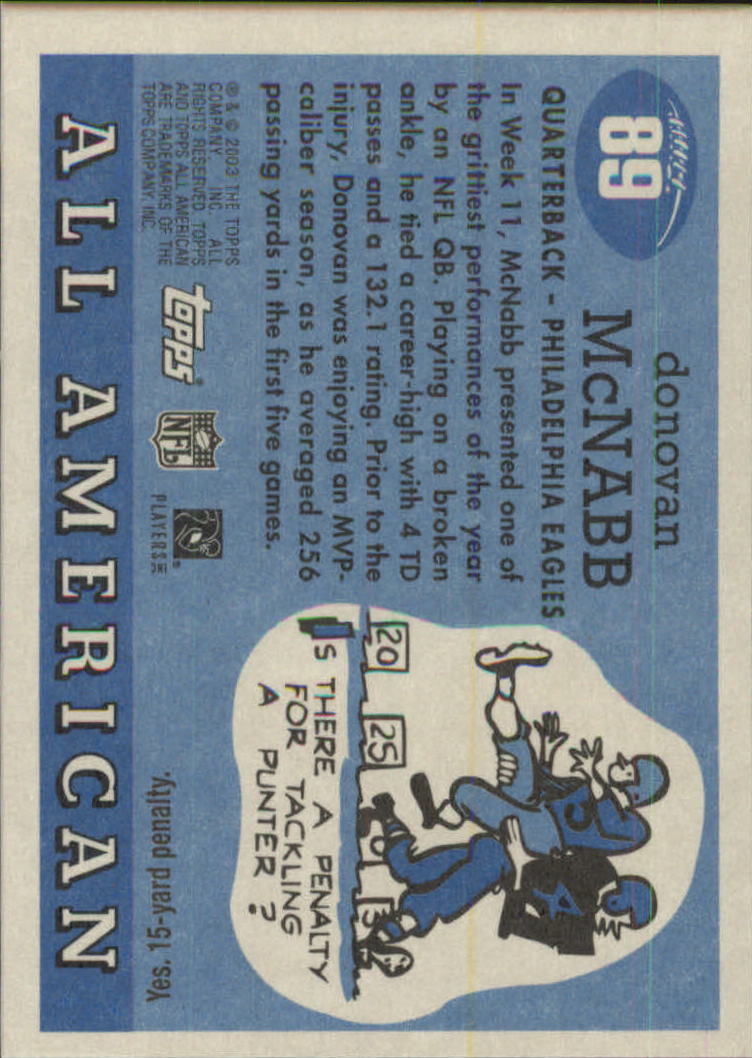 89
donovan
McNABB
QUARTERBACK – PHILADELPHIA EAGLES
In Week 11, McNabb presented one of
the grittiest performances of the year
by an NFL QB. Playing on a broken
ankle, he tied a career-high with 4 TD
passes and a 132.1 rating. Prior to the
injury, Donovan was enjoying an MVP-
caliber season, as he averaged 256
passing yards in the first five games.
® & © 2003 THE TOPPS
COMPANY, INC. ALL
RIGHTS RESERVED. TOPPS
AND TOPPS ALL AMERICAN
ARE TRADEMARKS OF THE
TOPPS COMPANY, INC.
Topps®
NFL
PLAYERS INC
20 25
IS THERE A PENALTY
FOR TACKLING
A PUNTER ?
Yes. 15-yard penalty.
ALL AMERICAN